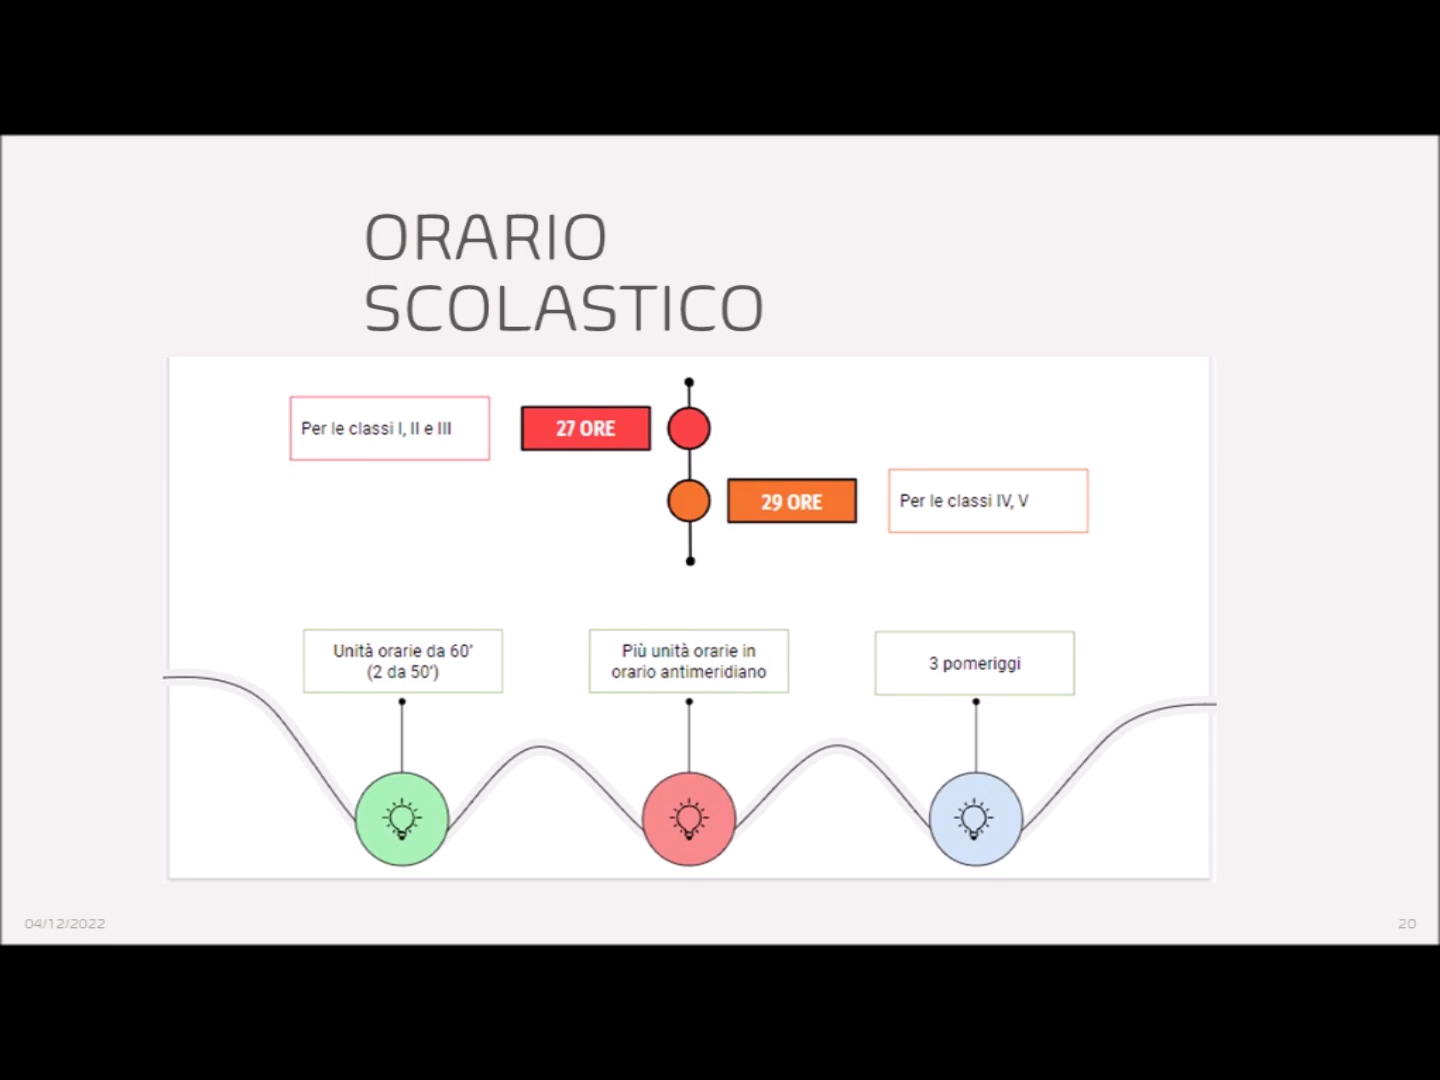 ORARIO
SCOLASTICO
Per le classi I, II e III
27 ORE
29 ORE
Per le classi IV, V
Unità orarie da 60'
(2 da 50')
Più unità orarie in
orario antimeridiano
3 pomeriggi
04/12/2022
20